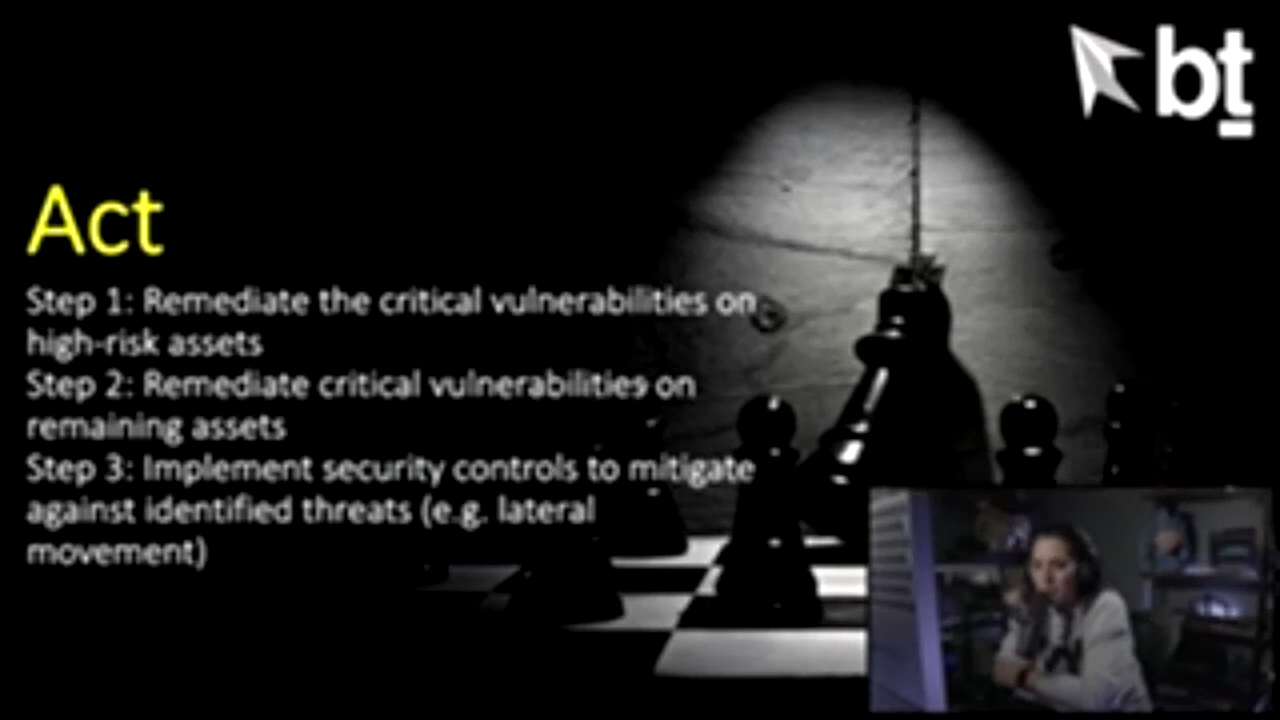 bt
Act
Step 1: Remediate the critical vulnerabilities on
high-risk assets
Step 2: Remediate critical vulnerabilities on
remaining assets
Step 3: Implement security controls to mitigate
against identified threats (e.g. lateral
movement)